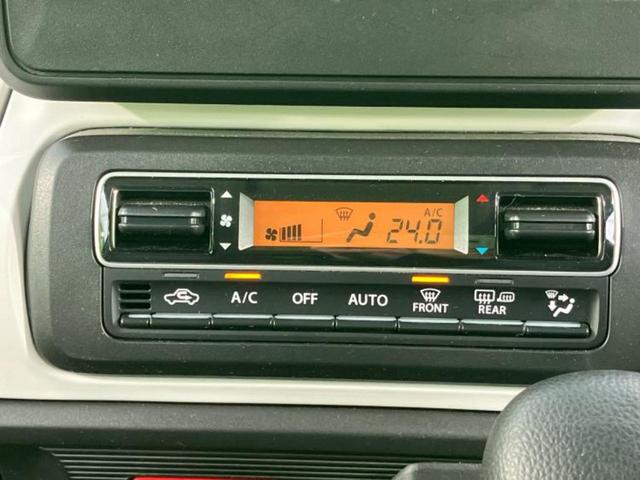 A/C
24.0
A/C OFF AUTO FRONT REAR